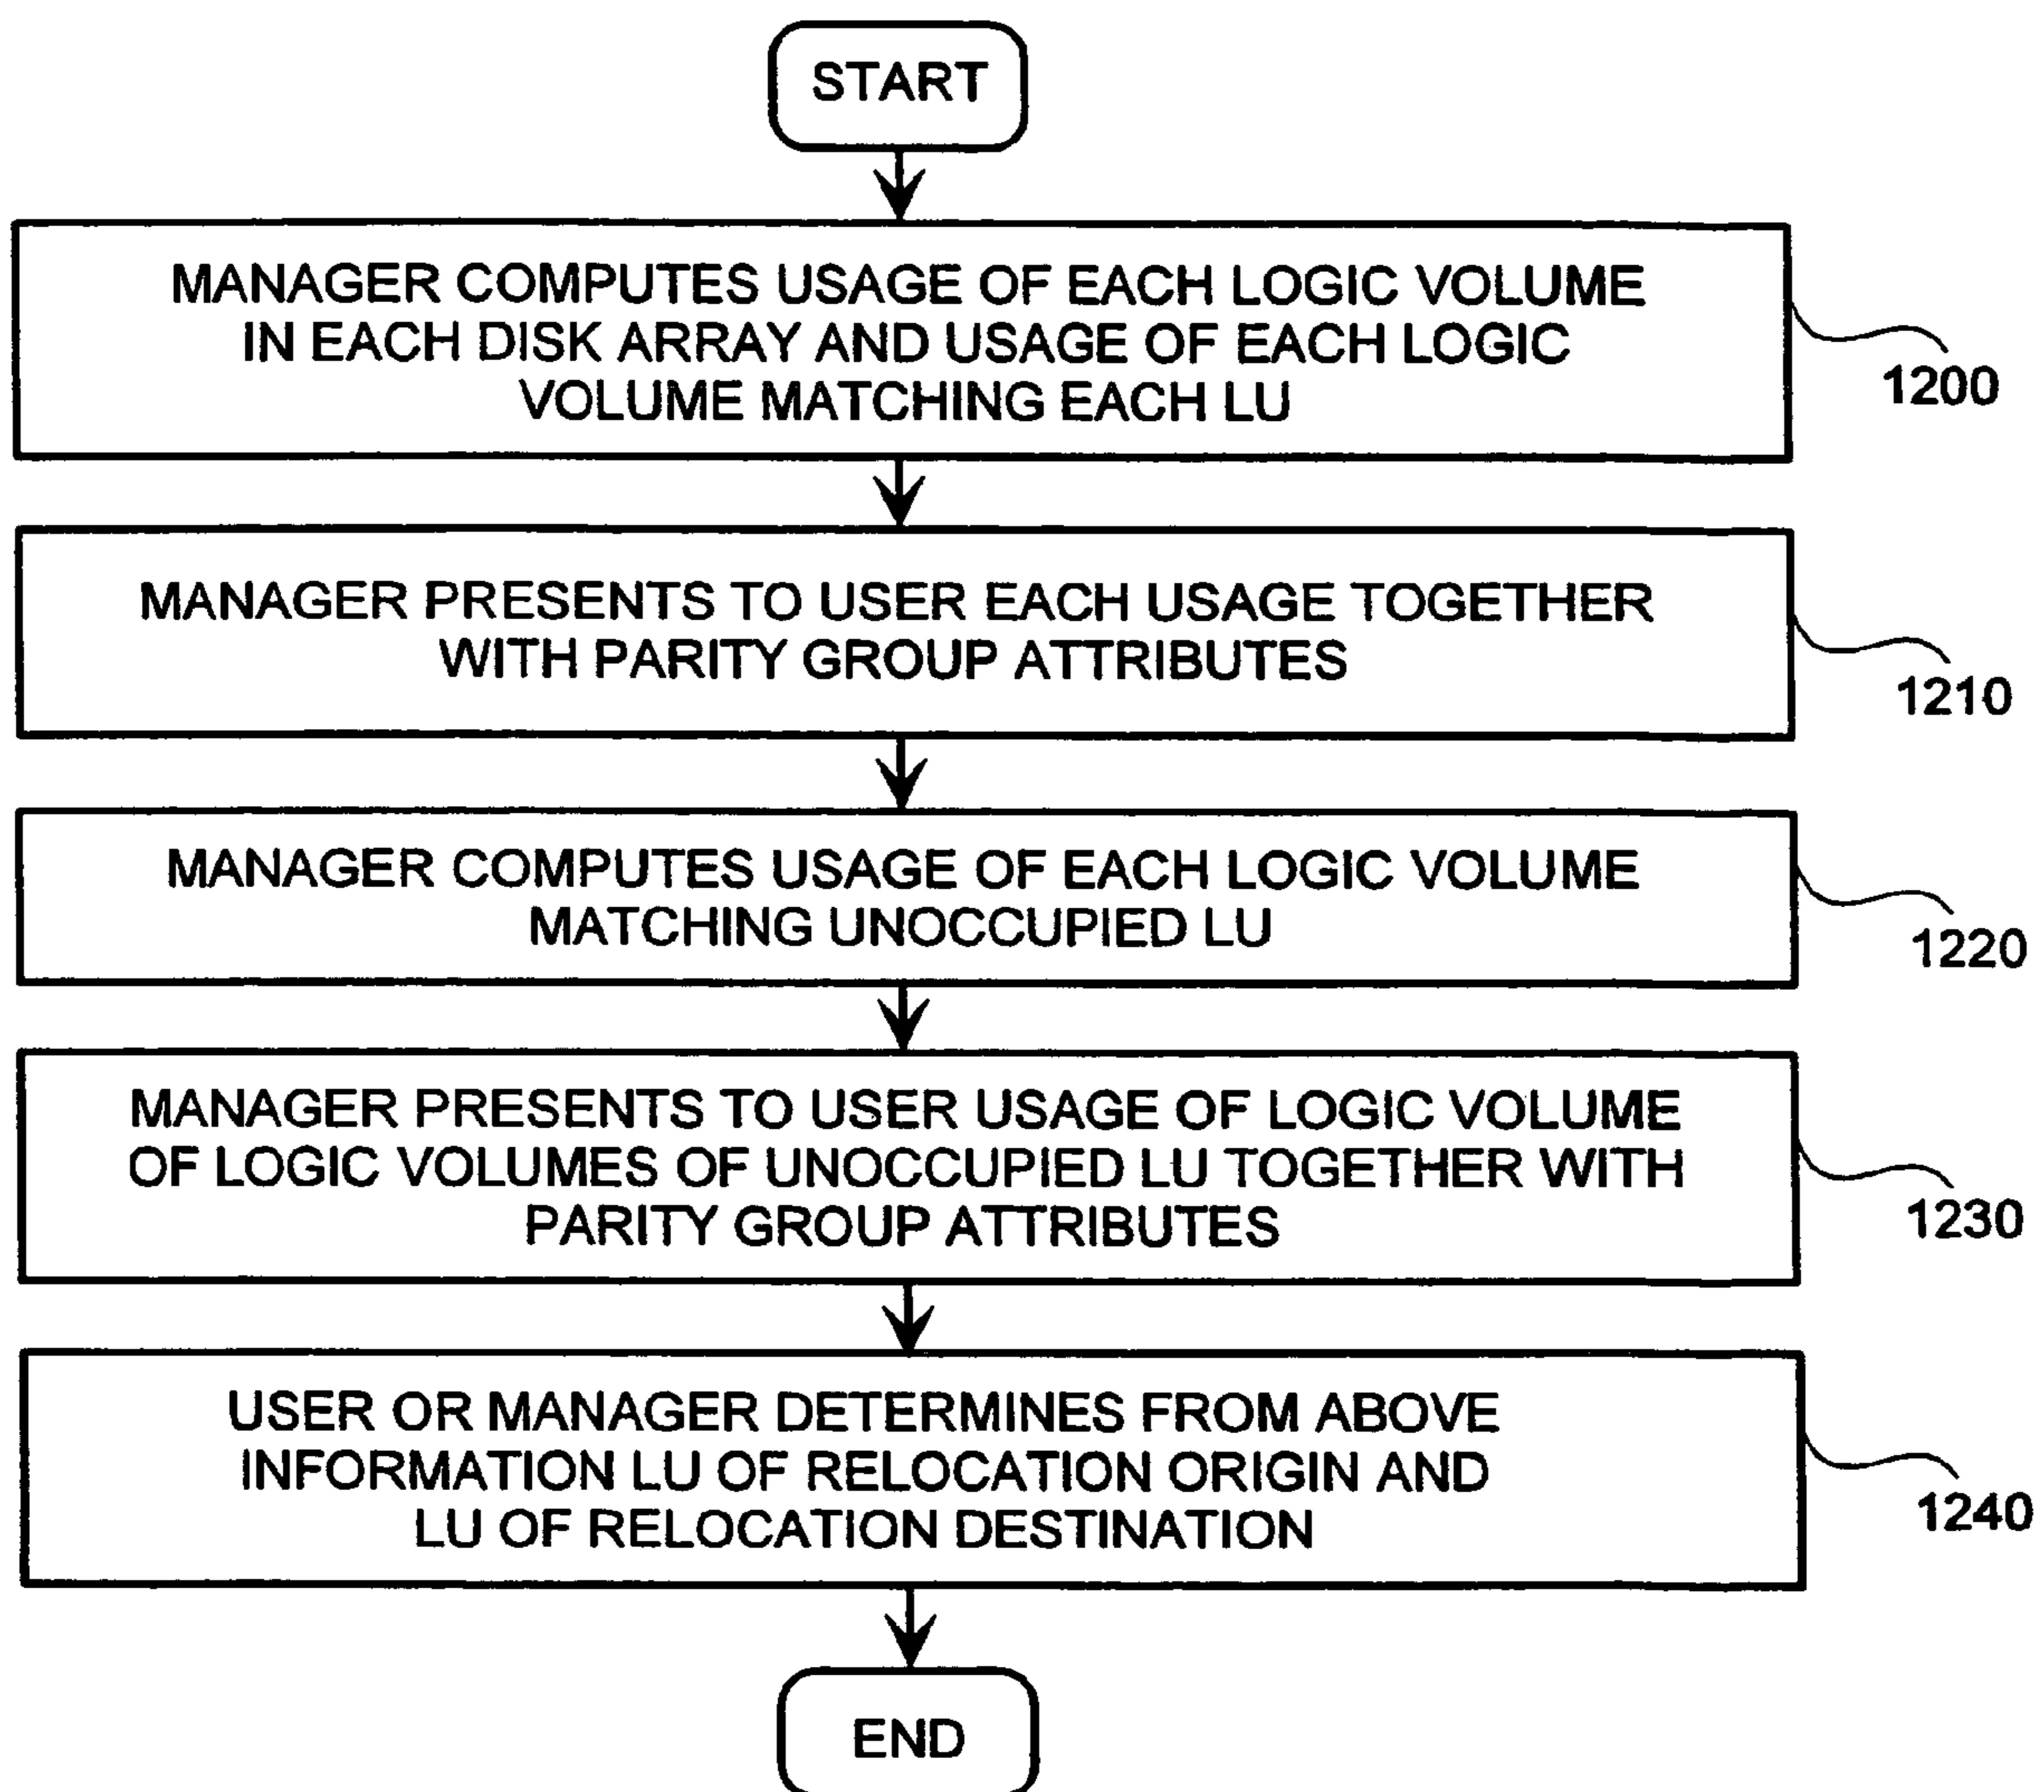 START
MANAGER COMPUTES USAGE OF EACH LOGIC VOLUME
IN EACH DISK ARRAY AND USAGE OF EACH LOGIC
VOLUME MATCHING EACH LU
1200
MANAGER PRESENTS TO USER EACH USAGE TOGETHER
WITH PARITY GROUP ATTRIBUTES
1210
MANAGER COMPUTES USAGE OF EACH LOGIC VOLUME
MATCHING UNOCCUPIED LU
1220
MANAGER PRESENTS TO USER USAGE OF LOGIC VOLUME
OF LOGIC VOLUMES OF UNOCCUPIED LU TOGETHER WITH
PARITY GROUP ATTRIBUTES
1230
USER OR MANAGER DETERMINES FROM ABOVE
INFORMATION LU OF RELOCATION ORIGIN AND
LU OF RELOCATION DESTINATION
1240
END